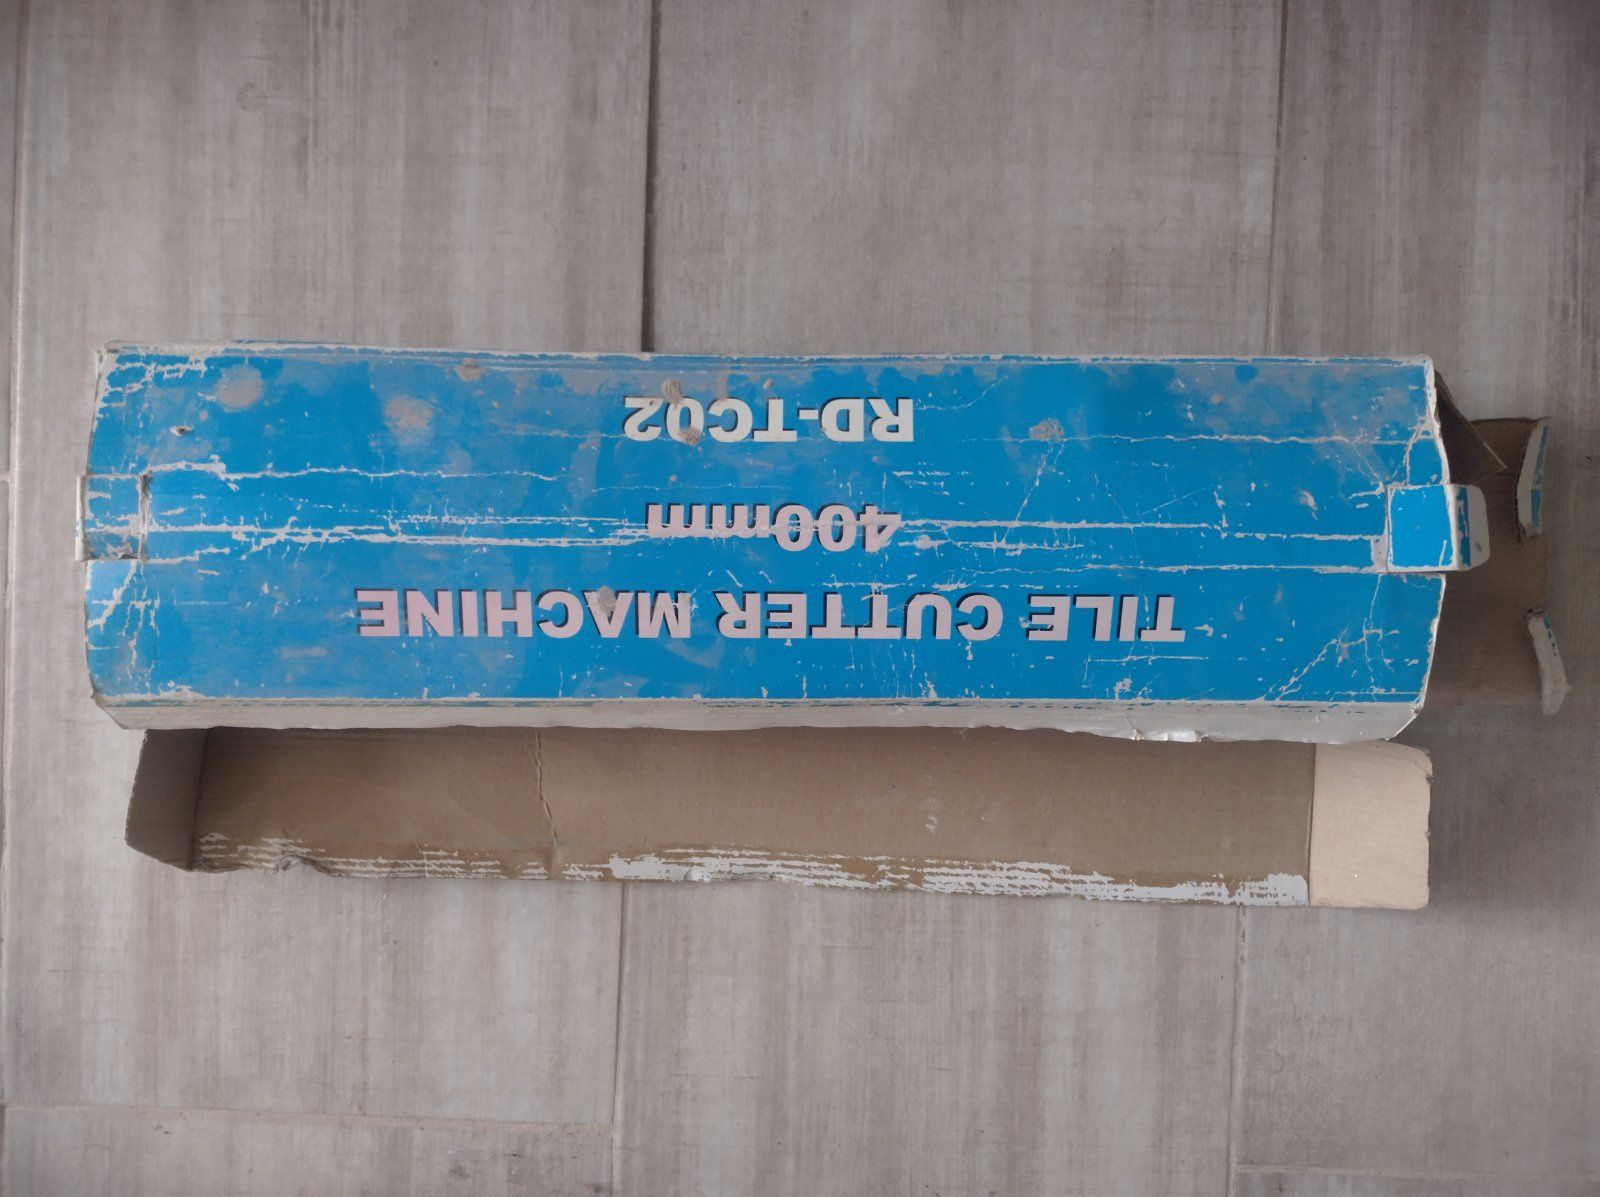 TILE CUTTER MACHINE
400mm
RD-TC02